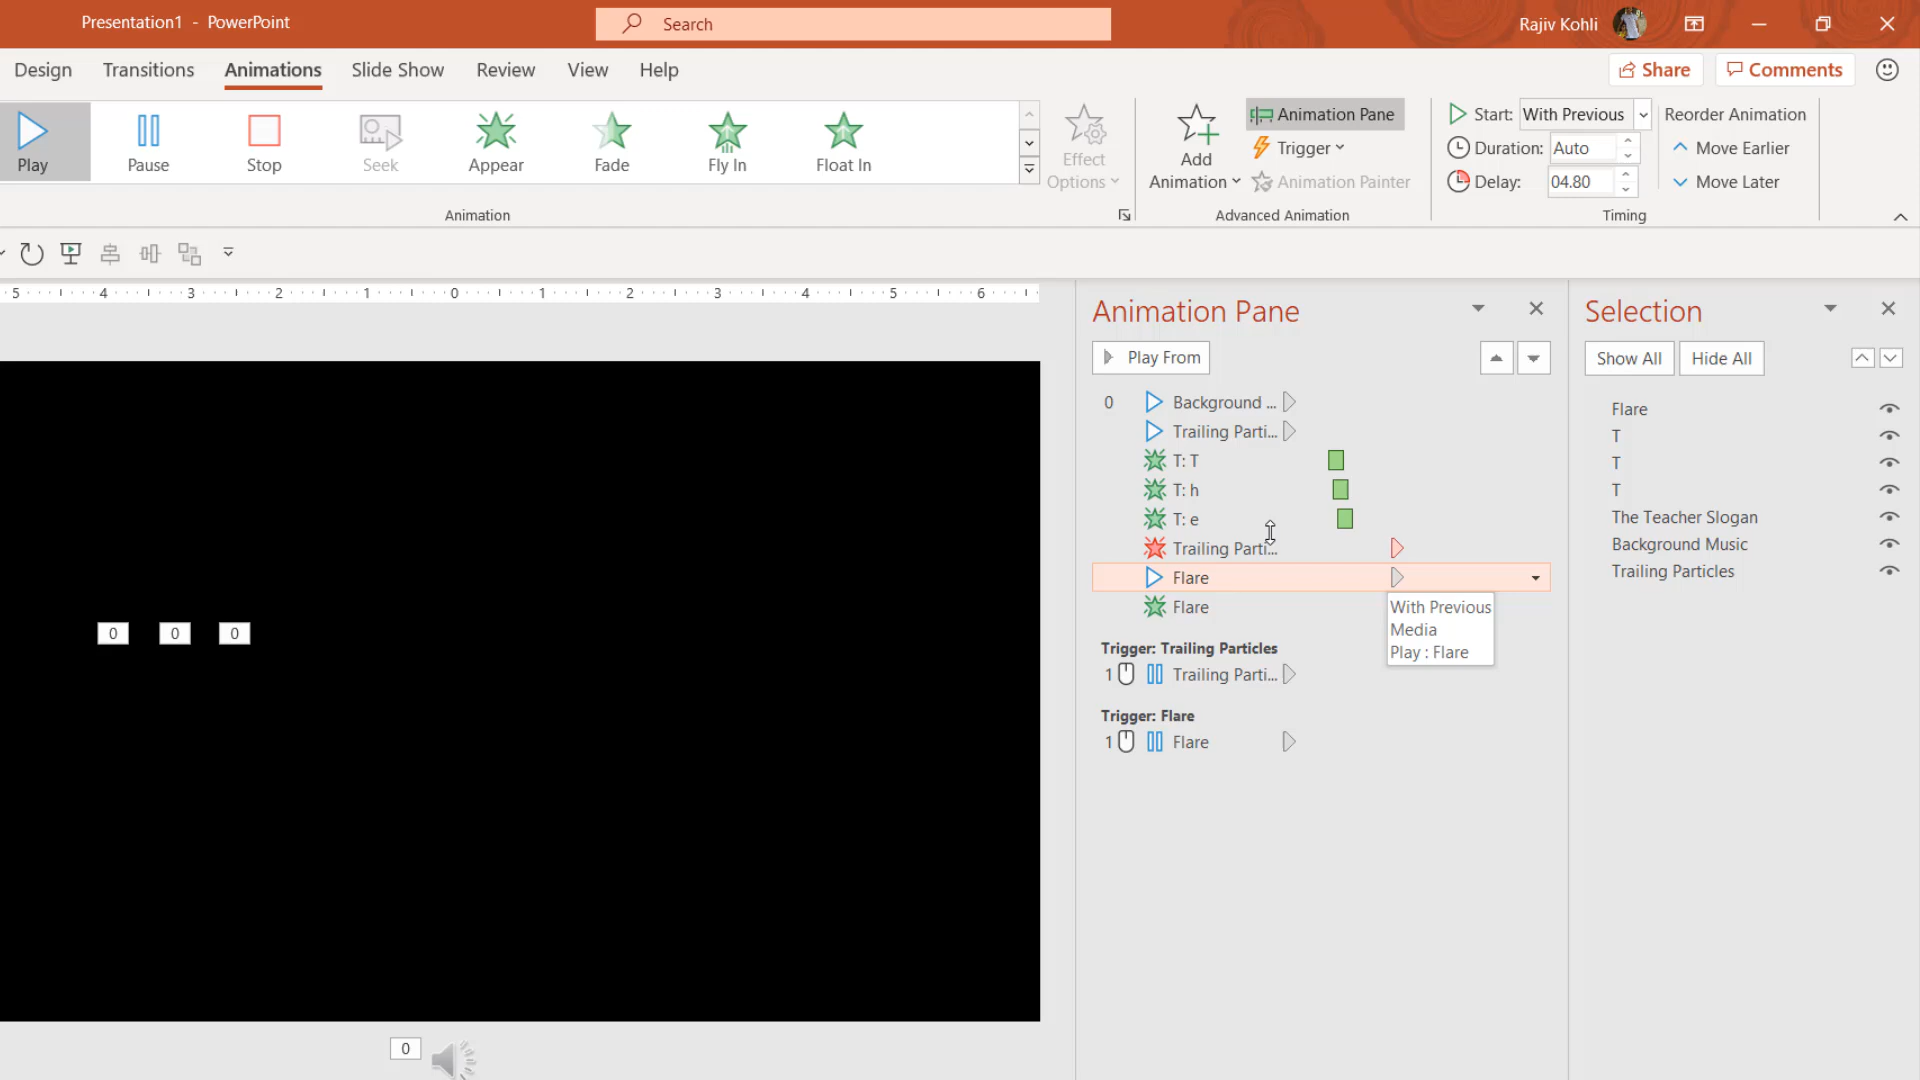 Presentation1 - PowerPoint
Search
Rajiv Kohli
Design Transitions Animations Slide Show Review View Help
Share Comments
Play Pause Stop Seek Appear Fade Fly In Float In
Effect Options
Add Animation
Animation Pane
Trigger
Animation Painter
Start: With Previous
Duration: Auto
Delay: 04.80
Reorder Animation
Move Earlier
Move Later
Animation
Advanced Animation
Timing
5 4 3 2 1 0 1 2 3 4 5 6
0 0 0
0
Animation Pane
Play From
0 Background ...
Trailing Parti...
T: T
T: h
T: e
Trailing Parti...
Flare
Flare
With Previous
Media
Play : Flare
Trigger: Trailing Particles
1 Trailing Parti...
Trigger: Flare
1 Flare
Selection
Show All Hide All
Flare
T
T
T
The Teacher Slogan
Background Music
Trailing Particles